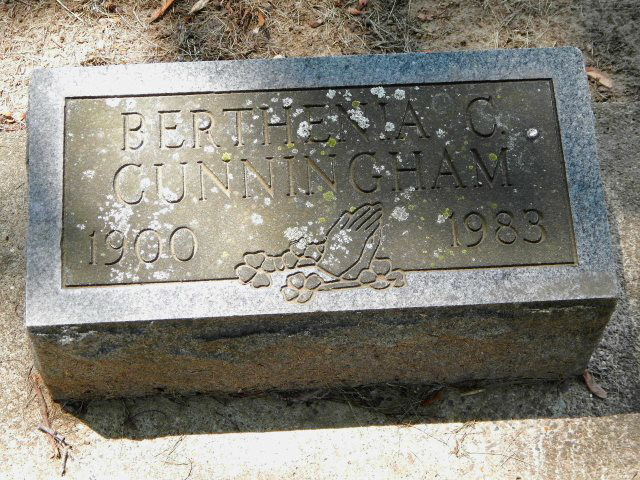 BERTHENIA C.
CUNNINGHAM
1900 1983